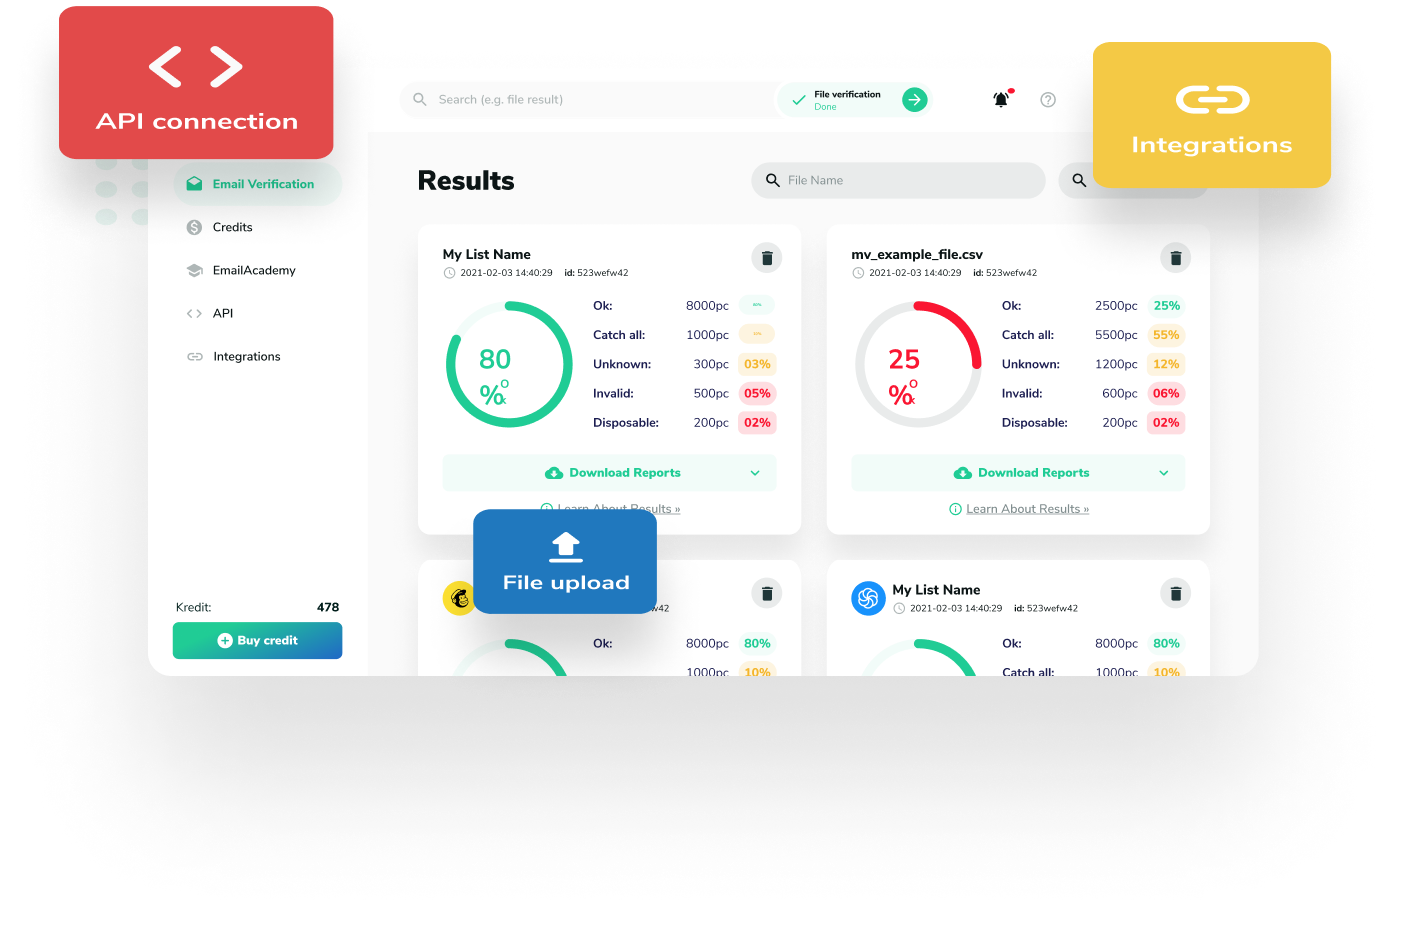 API connection
Search (e.g. file result)
File verification
Done
Integrations
Email Verification
Credits
EmailAcademy
API
Integrations
Kredit: 478
Buy credit
Results
File Name
My List Name
2021-02-03 14:40:29 id: 523wefw42
80
%
Ok
Ok: 8000pc
Catch all: 1000pc
Unknown: 300pc 03%
Invalid: 500pc 05%
Disposable: 200pc 02%
Download Reports
Learn About Results »
mv_example_file.csv
2021-02-03 14:40:29 id: 523wefw42
25
%
Ok
Ok: 2500pc 25%
Catch all: 5500pc 55%
Unknown: 1200pc 12%
Invalid: 600pc 06%
Disposable: 200pc 02%
Download Reports
Learn About Results »
File upload
w42
Ok: 8000pc 80%
1000pc 10%
My List Name
2021-02-03 14:40:29 id: 523wefw42
Ok: 8000pc 80%
Catch all: 1000pc 10%